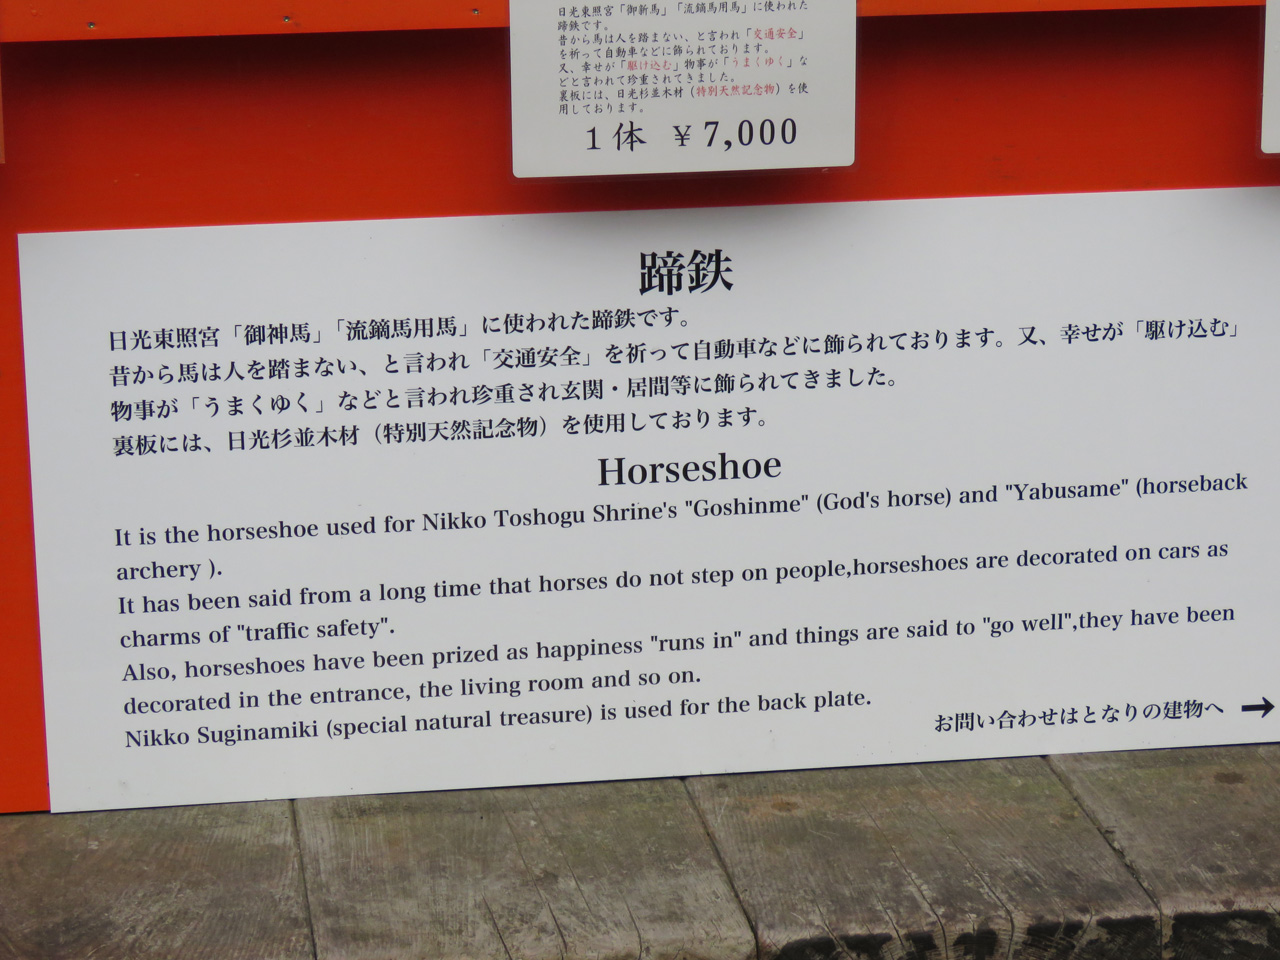 日光東照宮「御新馬」「流鏑馬用馬」に使われた
蹄鉄です。
昔から馬は人を踏まない、と言われ「交通安全」
を祈って自動車などに飾られております。
又、幸せが「駆け込む」物事が「うまくゆく」な
どと言われて珍重されてきました。
裏板には、日光杉並木材（特別天然記念物）を使
用しております。
1体 ￥7,000
蹄鉄
日光東照宮「御神馬」「流鏑馬用馬」に使われた蹄鉄です。
昔から馬は人を踏まない、と言われ「交通安全」を祈って自動車などに飾られております。又、幸せが「駆け込む」
物事が「うまくゆく」などと言われ珍重され玄関・居間等に飾られてきました。
裏板には、日光杉並木材（特別天然記念物）を使用しております。
Horseshoe
It is the horseshoe used for Nikko Toshogu Shrine's "Goshinme" (God's horse) and "Yabusame" (horseback
archery ).
It has been said from a long time that horses do not step on people,horseshoes are decorated on cars as
charms of "traffic safety".
Also, horseshoes have been prized as happiness "runs in" and things are said to "go well",they have been
decorated in the entrance, the living room and so on.
Nikko Suginamiki (special natural treasure) is used for the back plate.
お問い合わせはとなりの建物へ →